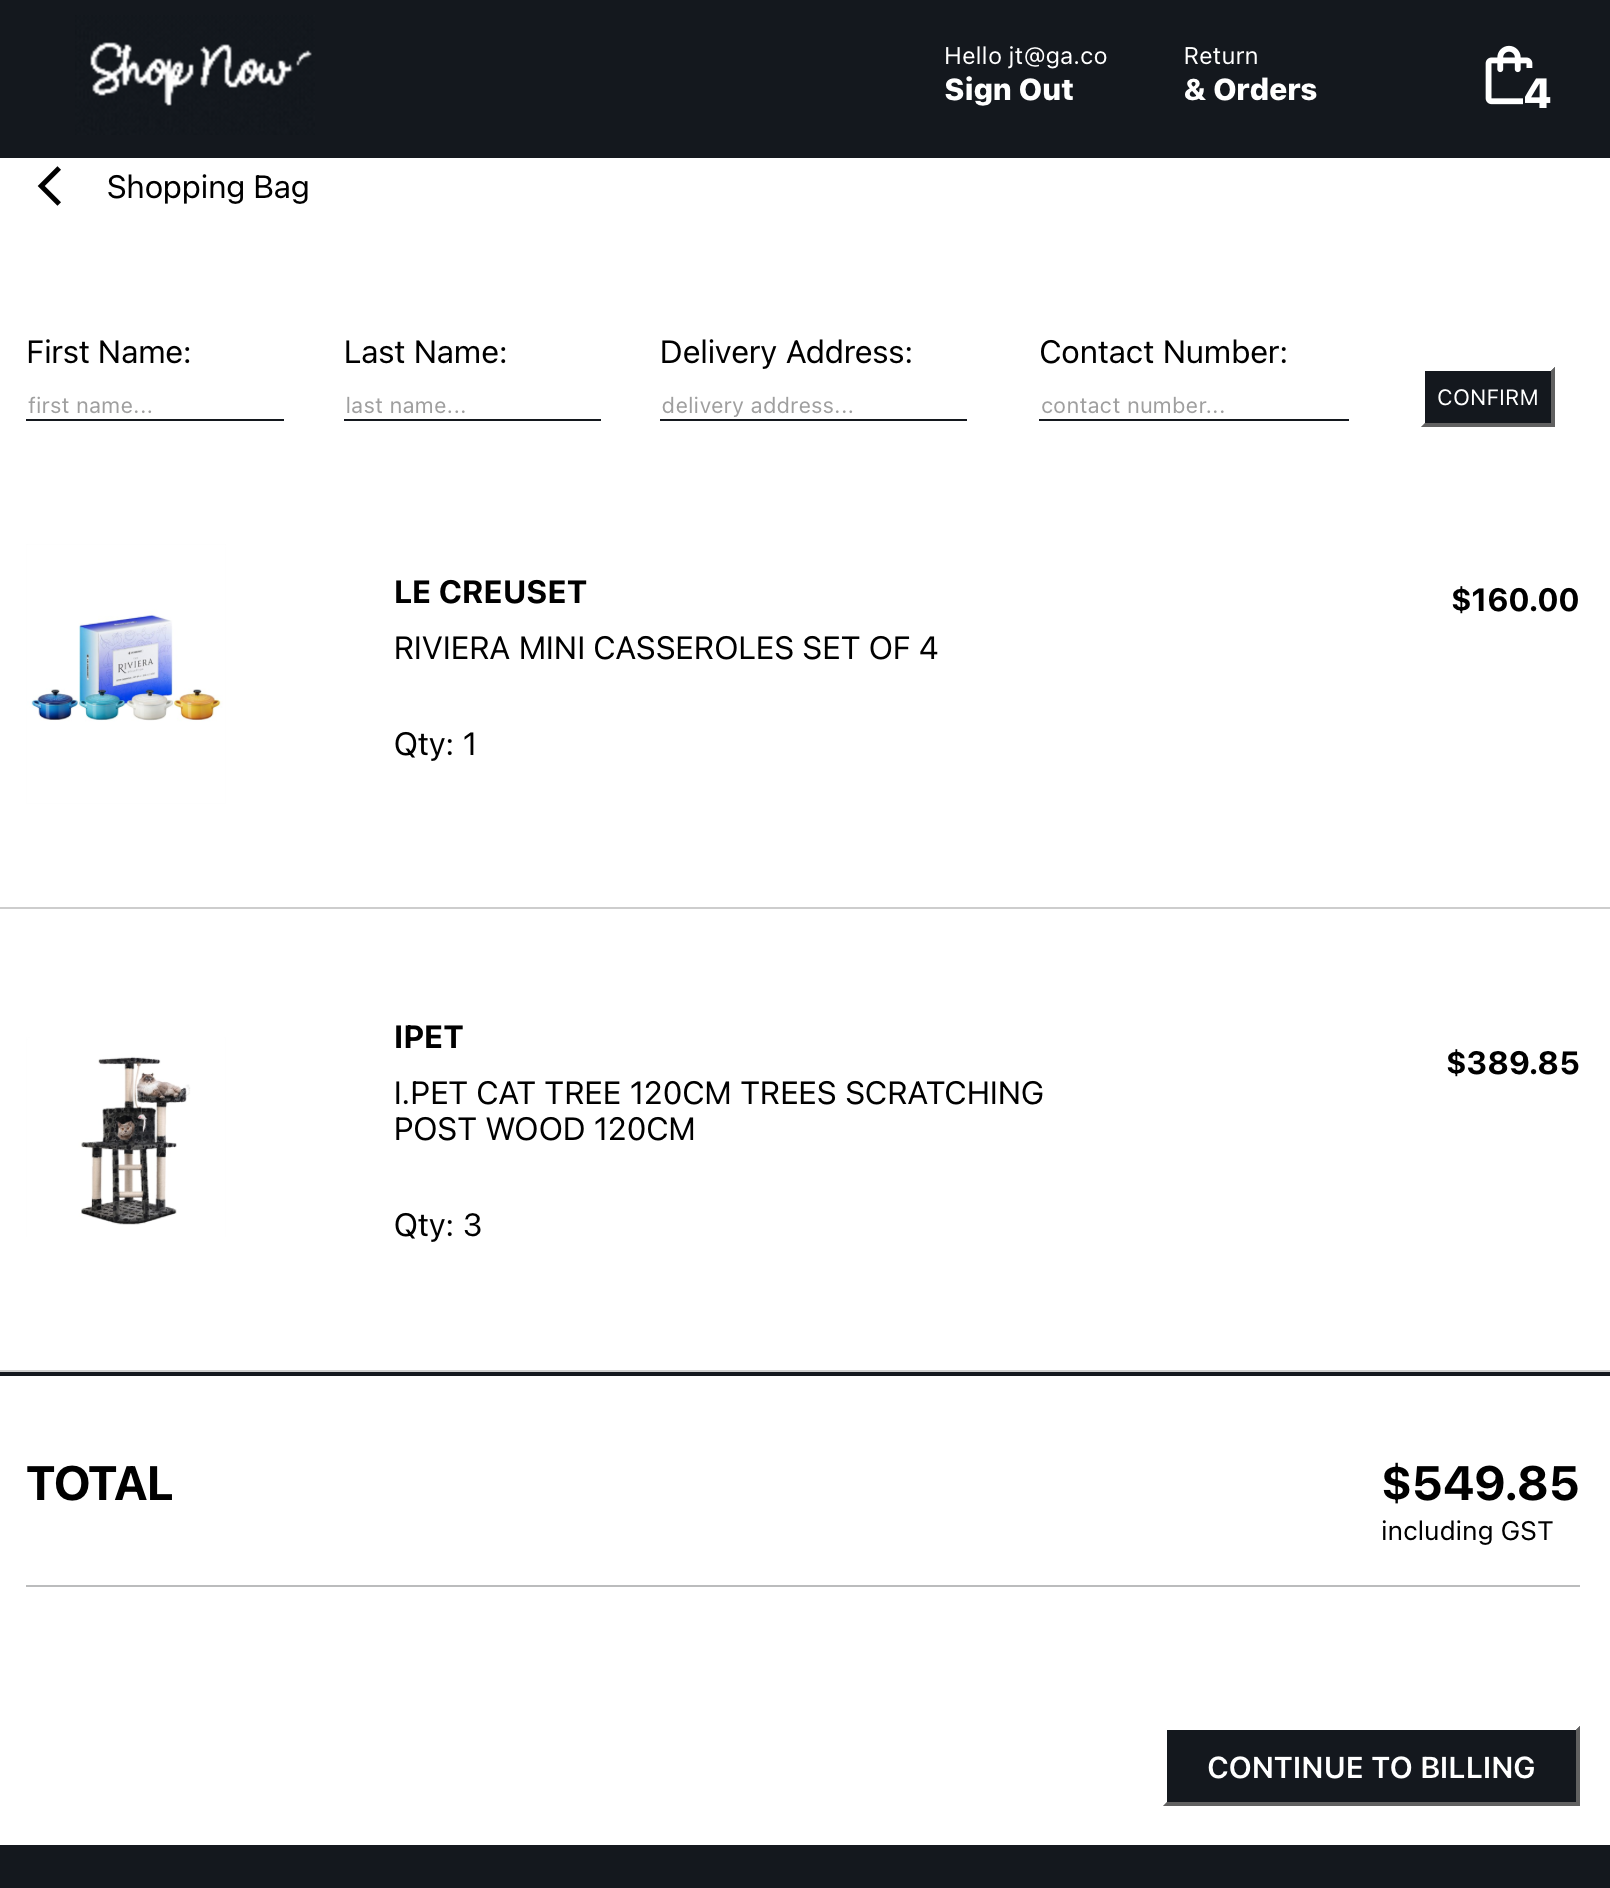 Shop Now
Hello jt@ga.co
Sign Out
Return
& Orders
4
Shopping Bag
First Name:
Last Name:
Delivery Address:
Contact Number:
first name...
last name...
delivery address...
contact number...
CONFIRM
LE CREUSET
$160.00
RIVIERA MINI CASSEROLES SET OF 4
RIVIERA
Qty: 1
IPET
$389.85
I.PET CAT TREE 120CM TREES SCRATCHING
POST WOOD 120CM
Qty: 3
TOTAL
$549.85
including GST
CONTINUE TO BILLING